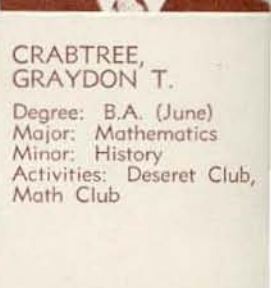 CRABTREE,
GRAYDON T.
Degree: B.A. (June)
Major: Mathematics
Minor: History
Activities: Deseret Club,
Math Club